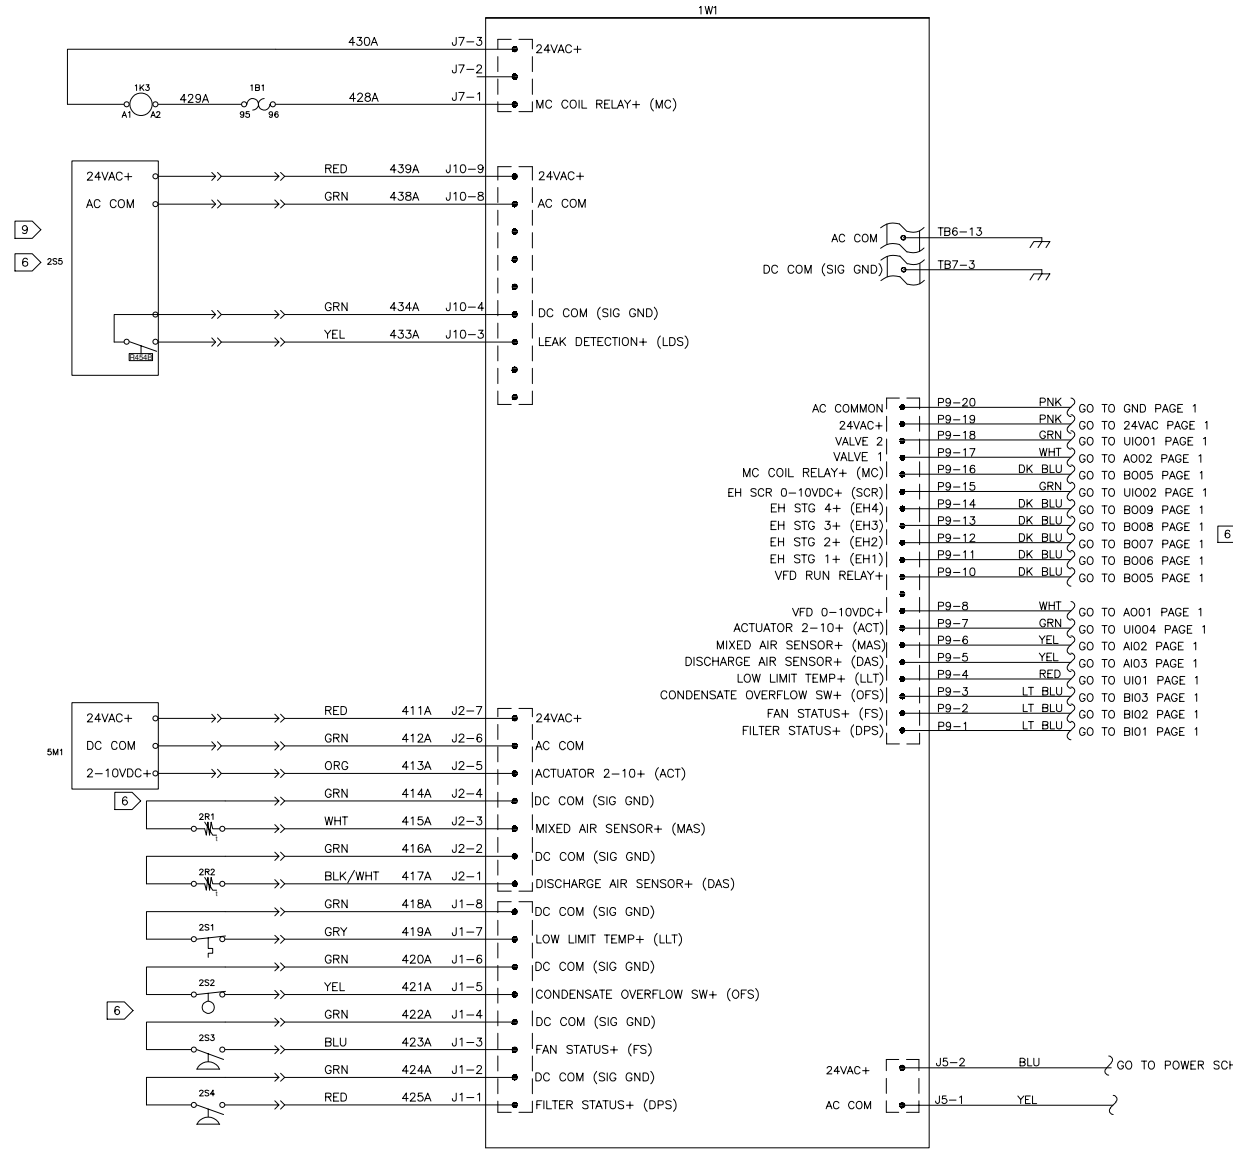 1W1
430A J7-3 24VAC+
J7-2
1K3 1B1
429A 428A J7-1 MC COIL RELAY+ (MC)
A1 A2 95 96
24VAC+ RED 439A J10-9 24VAC+
AC COM GRN 438A J10-8 AC COM
9
6 2S5
GRN 434A J10-4 DC COM (SIG GND)
YEL 433A J10-3 LEAK DETECTION+ (LDS)
R454B
AC COM TB6-13
DC COM (SIG GND) TB7-3
AC COMMON P9-20 PNK GO TO GND PAGE 1
24VAC+ P9-19 PNK GO TO 24VAC PAGE 1
VALVE 2 P9-18 GRN GO TO UIO01 PAGE 1
VALVE 1 P9-17 WHT GO TO AO02 PAGE 1
MC COIL RELAY+ (MC) P9-16 DK BLU GO TO BO05 PAGE 1
EH SCR 0-10VDC+ (SCR) P9-15 GRN GO TO UIO02 PAGE 1
EH STG 4+ (EH4) P9-14 DK BLU GO TO BO09 PAGE 1
EH STG 3+ (EH3) P9-13 DK BLU GO TO BO08 PAGE 1
6
EH STG 2+ (EH2) P9-12 DK BLU GO TO BO07 PAGE 1
EH STG 1+ (EH1) P9-11 DK BLU GO TO BO06 PAGE 1
VFD RUN RELAY+ P9-10 DK BLU GO TO BO05 PAGE 1
VFD 0-10VDC+ P9-8 WHT GO TO AO01 PAGE 1
ACTUATOR 2-10+ (ACT) P9-7 GRN GO TO UIO04 PAGE 1
MIXED AIR SENSOR+ (MAS) P9-6 YEL GO TO AI02 PAGE 1
DISCHARGE AIR SENSOR+ (DAS) P9-5 YEL GO TO AI03 PAGE 1
LOW LIMIT TEMP+ (LLT) P9-4 RED GO TO UI01 PAGE 1
CONDENSATE OVERFLOW SW+ (OFS) P9-3 LT BLU GO TO BI03 PAGE 1
FAN STATUS+ (FS) P9-2 LT BLU GO TO BI02 PAGE 1
FILTER STATUS+ (DPS) P9-1 LT BLU GO TO BI01 PAGE 1
24VAC+ RED 411A J2-7 24VAC+
5M1 DC COM GRN 412A J2-6 AC COM
2-10VDC+ ORG 413A J2-5 ACTUATOR 2-10+ (ACT)
6 GRN 414A J2-4 DC COM (SIG GND)
2R1 WHT 415A J2-3 MIXED AIR SENSOR+ (MAS)
GRN 416A J2-2 DC COM (SIG GND)
2R2 BLK/WHT 417A J2-1 DISCHARGE AIR SENSOR+ (DAS)
GRN 418A J1-8 DC COM (SIG GND)
2S1 GRY 419A J1-7 LOW LIMIT TEMP+ (LLT)
GRN 420A J1-6 DC COM (SIG GND)
2S2 YEL 421A J1-5 CONDENSATE OVERFLOW SW+ (OFS)
6 GRN 422A J1-4 DC COM (SIG GND)
2S3 BLU 423A J1-3 FAN STATUS+ (FS)
GRN 424A J1-2 DC COM (SIG GND)
2S4 RED 425A J1-1 FILTER STATUS+ (DPS)
24VAC+ J5-2 BLU GO TO POWER SCH
AC COM J5-1 YEL